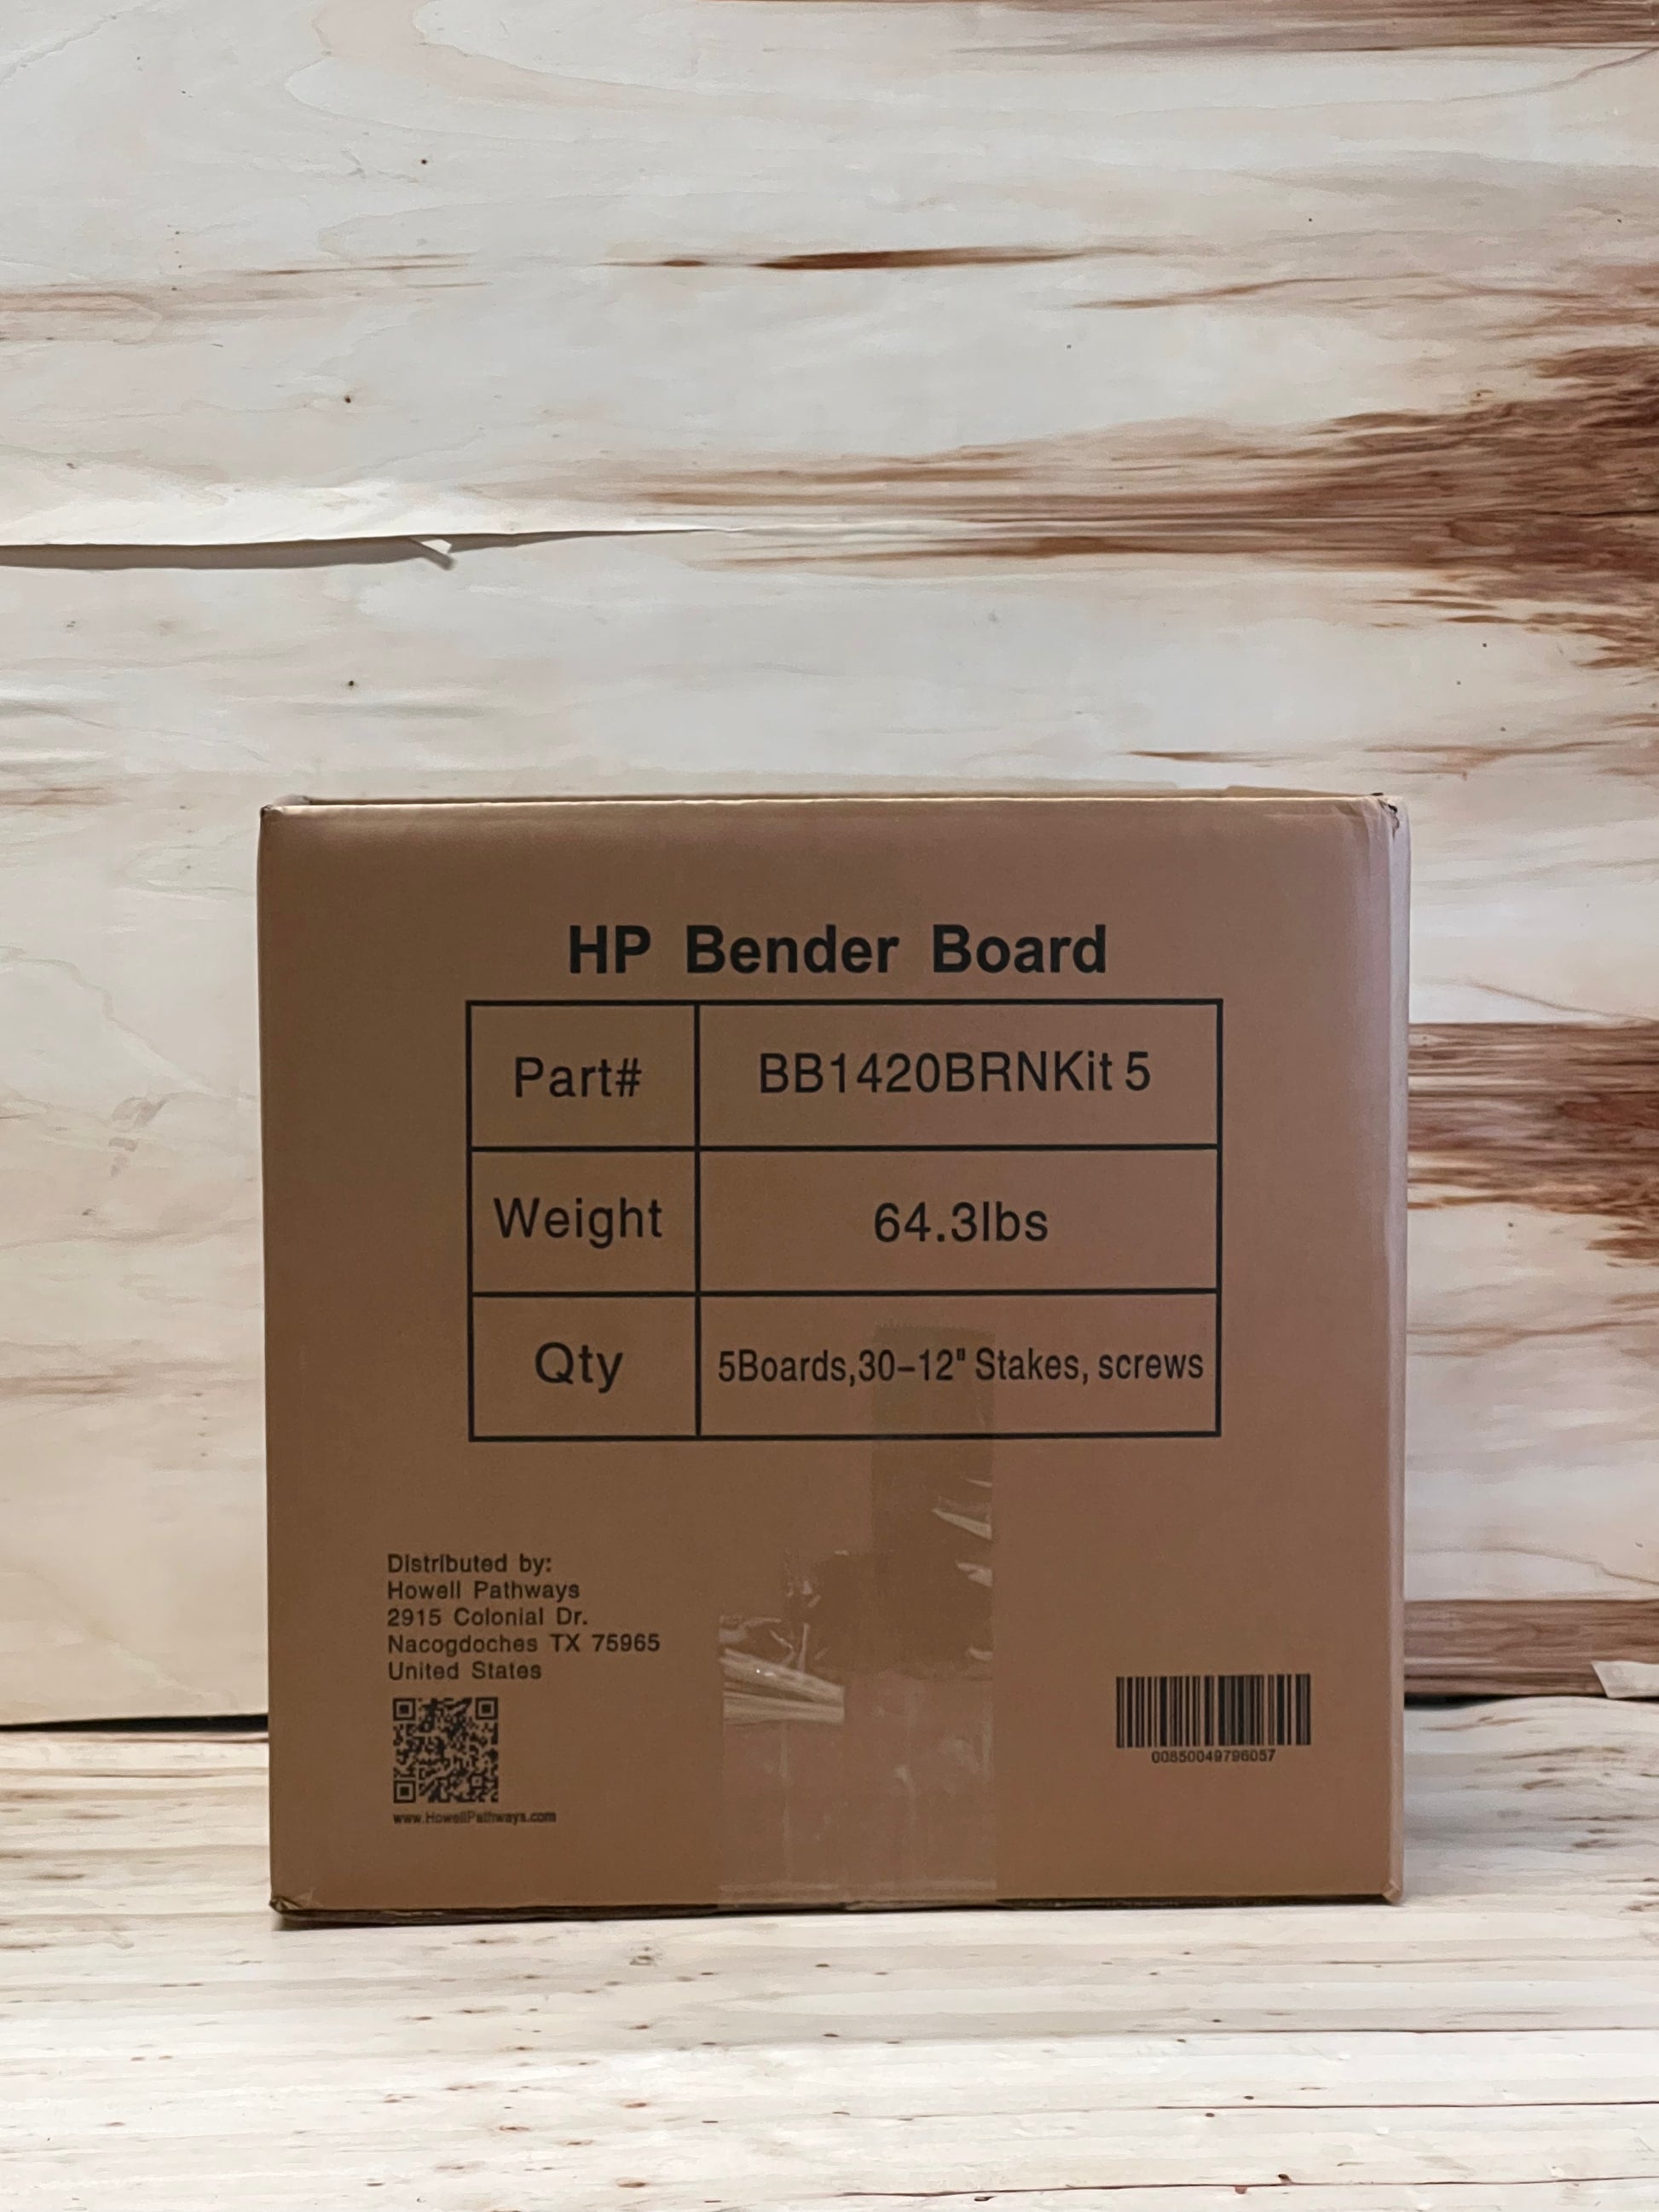 HP Bender Board
Part# BB1420BRNKit 5
Weight 64.3lbs
Qty 5Boards,30-12" Stakes, screws
Distributed by:
Howell Pathways
2915 Colonial Dr.
Nacogdoches TX 75965
United States
www.HowellPathways.com
00850049796057